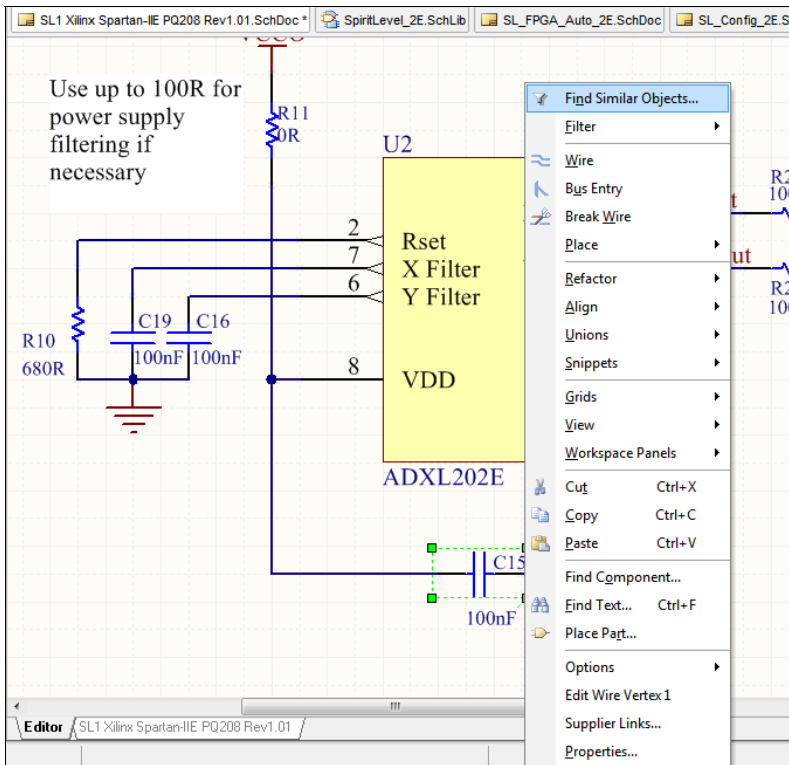 SL1 Xilinx Spartan-IIE PQ208 Rev1.01.SchDoc * SpiritLevel_2E.SchLib SL_FPGA_Auto_2E.SchDoc SL_Config_2E.S
VCCO
Use up to 100R for
power supply
filtering if
necessary
R11
0R
U2
2 Rset
7 X Filter
6 Y Filter
8 VDD
ADXL202E
R10
680R
C19
100nF
C16
100nF
C15
100nF
Find Similar Objects...
Filter
Wire
Bus Entry
Break Wire
Place
Refactor
Align
Unions
Snippets
Grids
View
Workspace Panels
Cut Ctrl+X
Copy Ctrl+C
Paste Ctrl+V
Find Component...
Find Text... Ctrl+F
Place Part...
Options
Edit Wire Vertex 1
Supplier Links...
Properties...
Editor SL1 Xilinx Spartan-IIE PQ208 Rev1.01